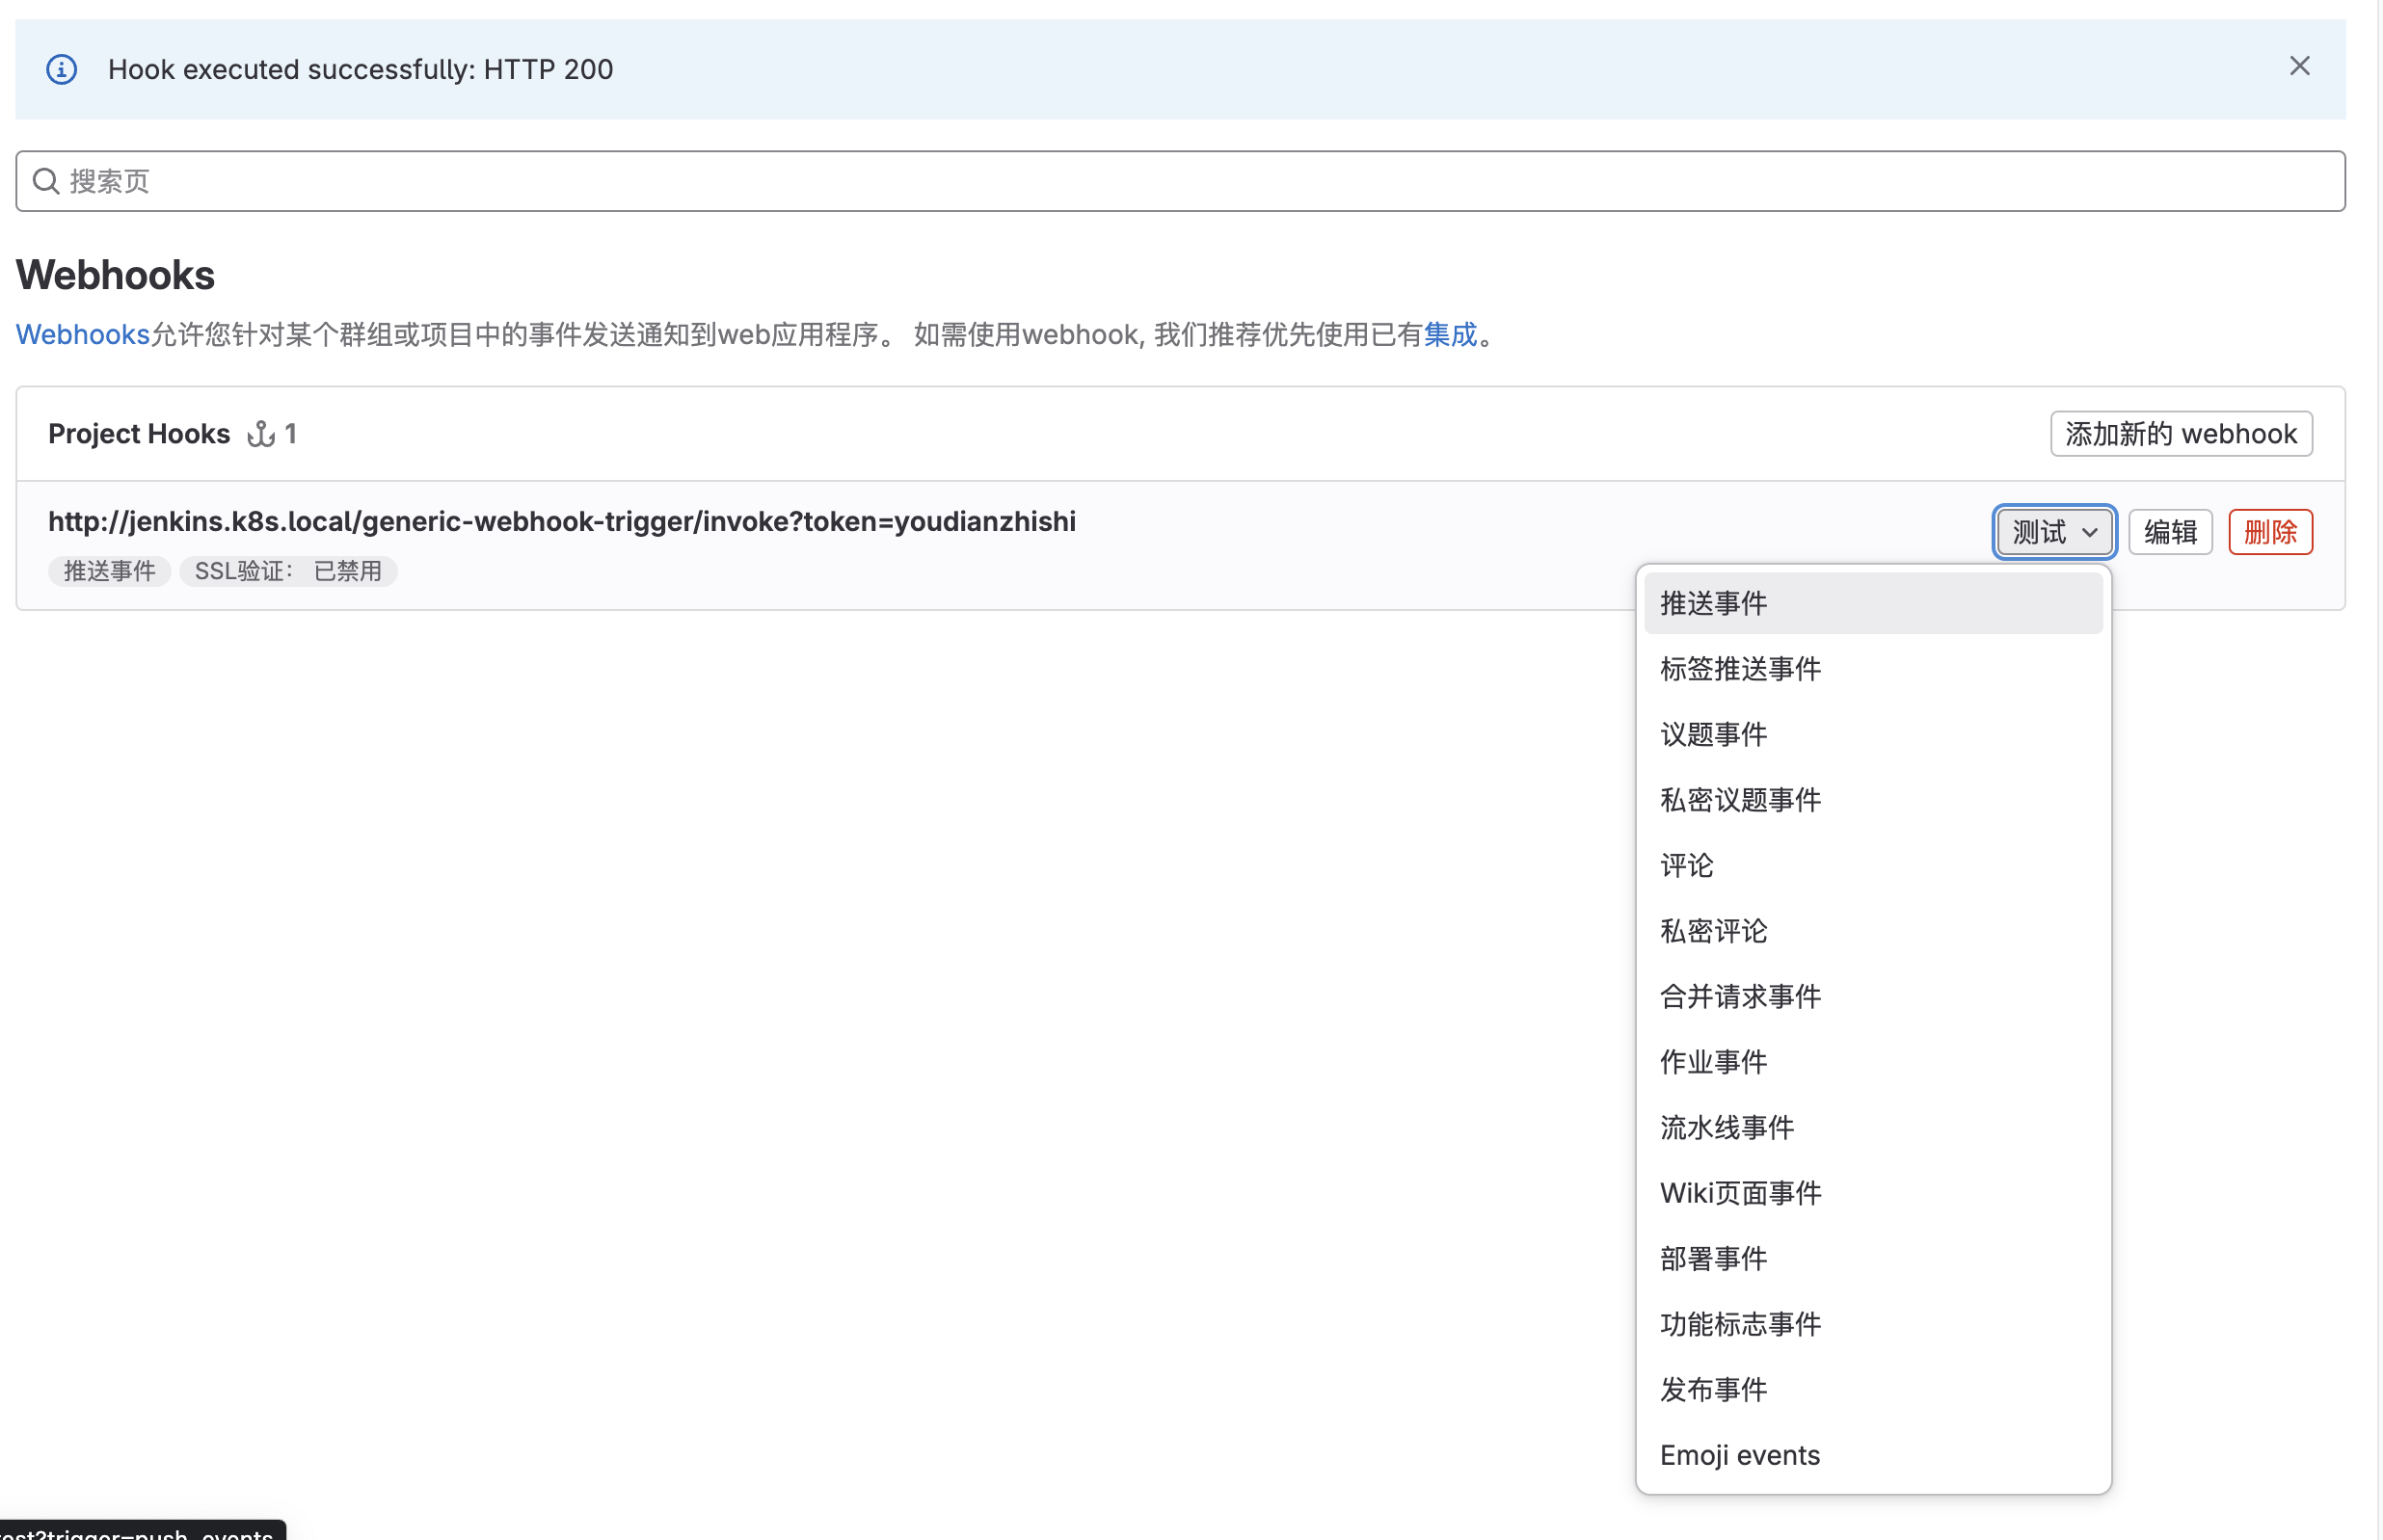 Hook executed successfully: HTTP 200
搜索页
Webhooks
Webhooks允许您针对某个群组或项目中的事件发送通知到web应用程序。 如需使用webhook, 我们推荐优先使用已有集成。
Project Hooks 1
添加新的 webhook
http://jenkins.k8s.local/generic-webhook-trigger/invoke?token=youdianzhishi
测试 编辑 删除
推送事件 SSL验证： 已禁用
推送事件
标签推送事件
议题事件
私密议题事件
评论
私密评论
合并请求事件
作业事件
流水线事件
Wiki页面事件
部署事件
功能标志事件
发布事件
Emoji events
est?trigger=push_events